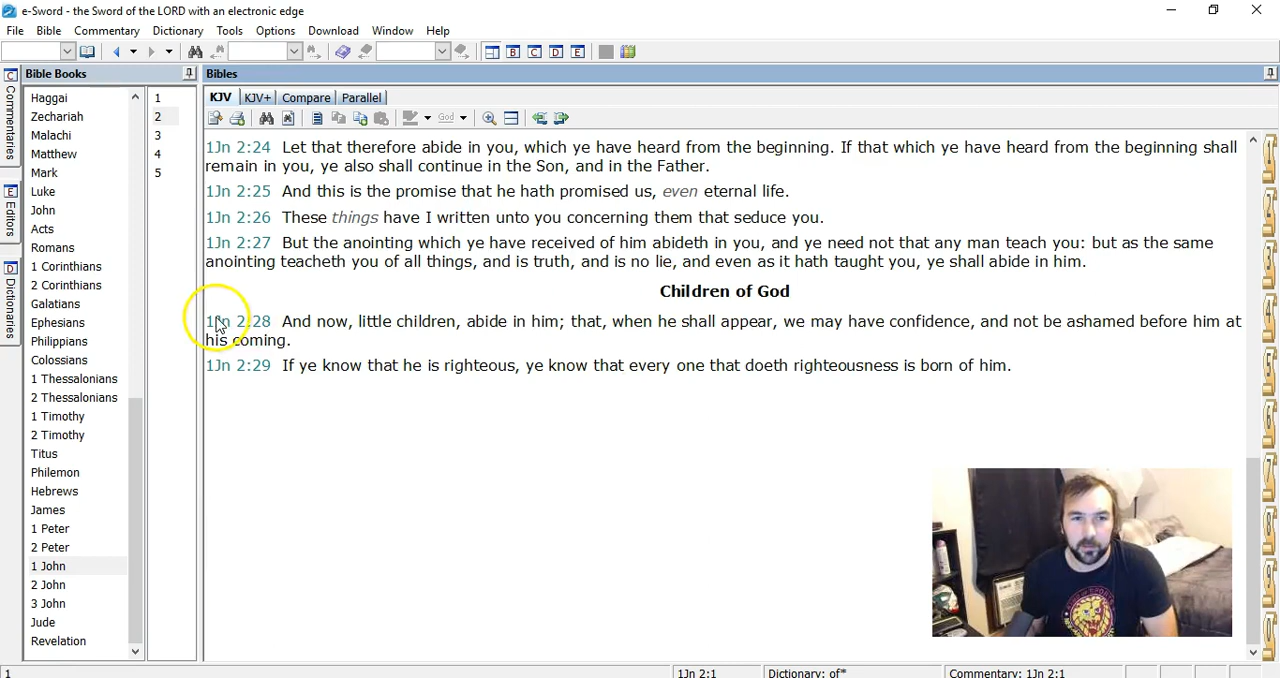 e-Sword - the Sword of the LORD with an electronic edge
File Bible Commentary Dictionary Tools Options Download Window Help
B C D E
C Commentaries
E Editors
D Dictionaries
Bible Books
Haggai
Zechariah
Malachi
Matthew
Mark
Luke
John
Acts
Romans
1 Corinthians
2 Corinthians
Galatians
Ephesians
Philippians
Colossians
1 Thessalonians
2 Thessalonians
1 Timothy
2 Timothy
Titus
Philemon
Hebrews
James
1 Peter
2 Peter
1 John
2 John
3 John
Jude
Revelation
1
2
3
4
5
Bibles
KJV KJV+ Compare Parallel
God
1Jn 2:24 Let that therefore abide in you, which ye have heard from the beginning. If that which ye have heard from the beginning shall
remain in you, ye also shall continue in the Son, and in the Father.
1Jn 2:25 And this is the promise that he hath promised us, even eternal life.
1Jn 2:26 These things have I written unto you concerning them that seduce you.
1Jn 2:27 But the anointing which ye have received of him abideth in you, and ye need not that any man teach you: but as the same
anointing teacheth you of all things, and is truth, and is no lie, and even as it hath taught you, ye shall abide in him.
Children of God
1Jn 2:28 And now, little children, abide in him; that, when he shall appear, we may have confidence, and not be ashamed before him at
his coming.
1Jn 2:29 If ye know that he is righteous, ye know that every one that doeth righteousness is born of him.
1 1Jn 2:1 Dictionary: of* Commentary: 1Jn 2:1